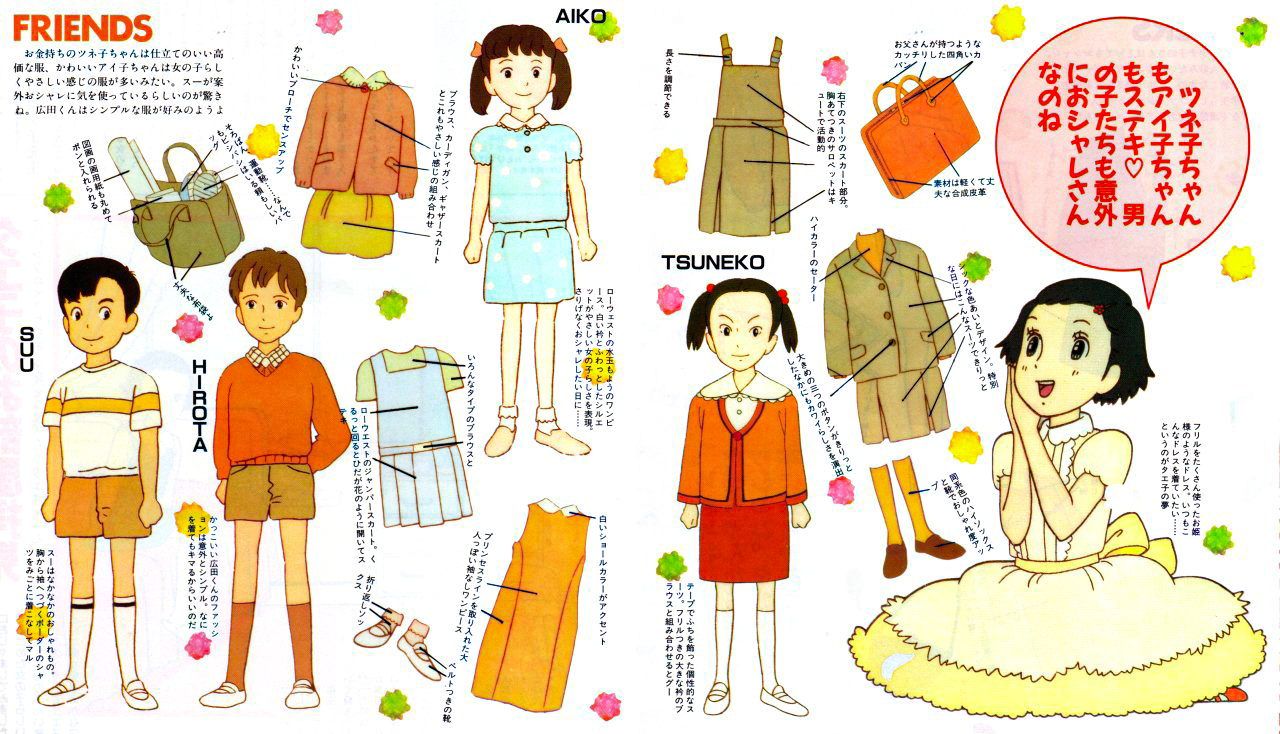 FRIENDS
お金持ちのツネ子ちゃんは仕立てのいい高
価な服、かわいいアイ子ちゃんは女の子らし
くやさしい感じの服が多いみたい。スーが案
外おシャレに気を使っているらしいのが驚き
ね。広田くんはシンプルな服が好みのようよ
かわいいブローチでセンスアップ
ブラウス、カーディガン、ギャザースカート
とこれもやさしい感じの組み合わせ
AIKO
ローウェストの水玉もようのワンピ
ース。白い衿とふわっとしたシルエ
ットがやさしい女の子らしさを表現。
さりげなくおシャレしたい日に……
そろばん、運動靴……なんで
もビシバシはいる頼もしいバ
ッグ
図画の画用紙も丸めて
ポンと入れられる
丈夫な布袋よ
SUU
HIROTA
スーはなかなかのおしゃれもの。
胸から袖へつづくボーダーのシャ
ツをみごとに着こなしてマル
かっこいい広田くんのファッシ
ョンは意外とシンプル。なに
を着てもキマるからいいのだ
いろんなタイプのブラウスと
ローウエストのジャンパースカート。く
るっと回るとひだが花のように開いてス
テキ
折り返しソッ
クス
ベルトつきの靴
白いショールカラーがアクセント
プリンセスラインを取り入れた大
人っぽい袖なしワンピース
長さを調節できる
右下のスーツのスカート部分。
胸あてつきのサロペットはキ
ュートで活動的
お父さんが持つような
カッチリした四角いカ
バン
素材は軽くて丈
夫な合成皮革
TSUNEKO
テープでふちを飾った個性的なス
ーツ。フリルつきの大きな衿のブ
ラウスと組み合わせるとグー
ハイカラーのセーター
シックな色あいとデザイン。特別
な日にはこんなスーツできりっと
大きめの三つのボタンがきりっと
したなかにもカワイらしさを演出
同系色のハイソックス
と靴でおしゃれ度アッ
プ
ツネ子ちゃん
もアイ子ちゃん
もステキ♡ 男
の子たちも意外
におシャレさん
なのね
フリルをたくさん使ったお姫
様のようなドレス。いつもこ
んなドレスを着ていたい……
というのがタエ子の夢